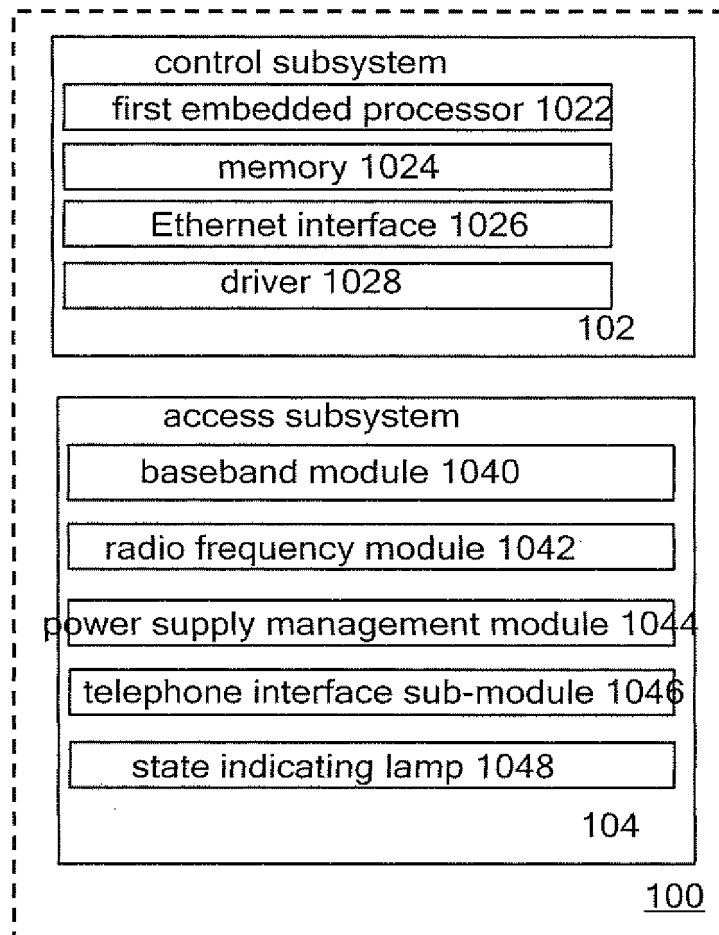 control subsystem
first embedded processor 1022
memory 1024
Ethernet interface 1026
driver 1028
102
access subsystem
baseband module 1040
radio frequency module 1042
power supply management module 1044
telephone interface sub-module 1046
state indicating lamp 1048
104
100